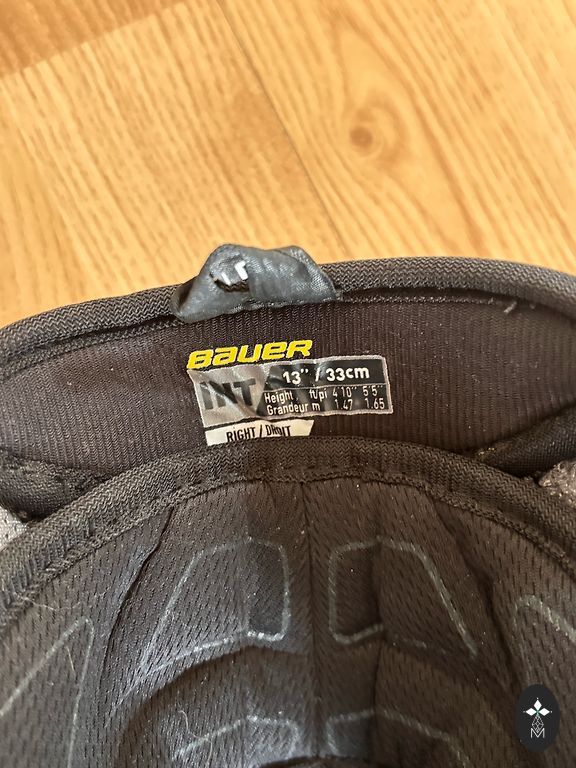 BAUER
INT
13" / 33cm
Height ft/pi 4'10" 5'5"
Grandeur m 1.47 1.65
RIGHT / DROIT
M